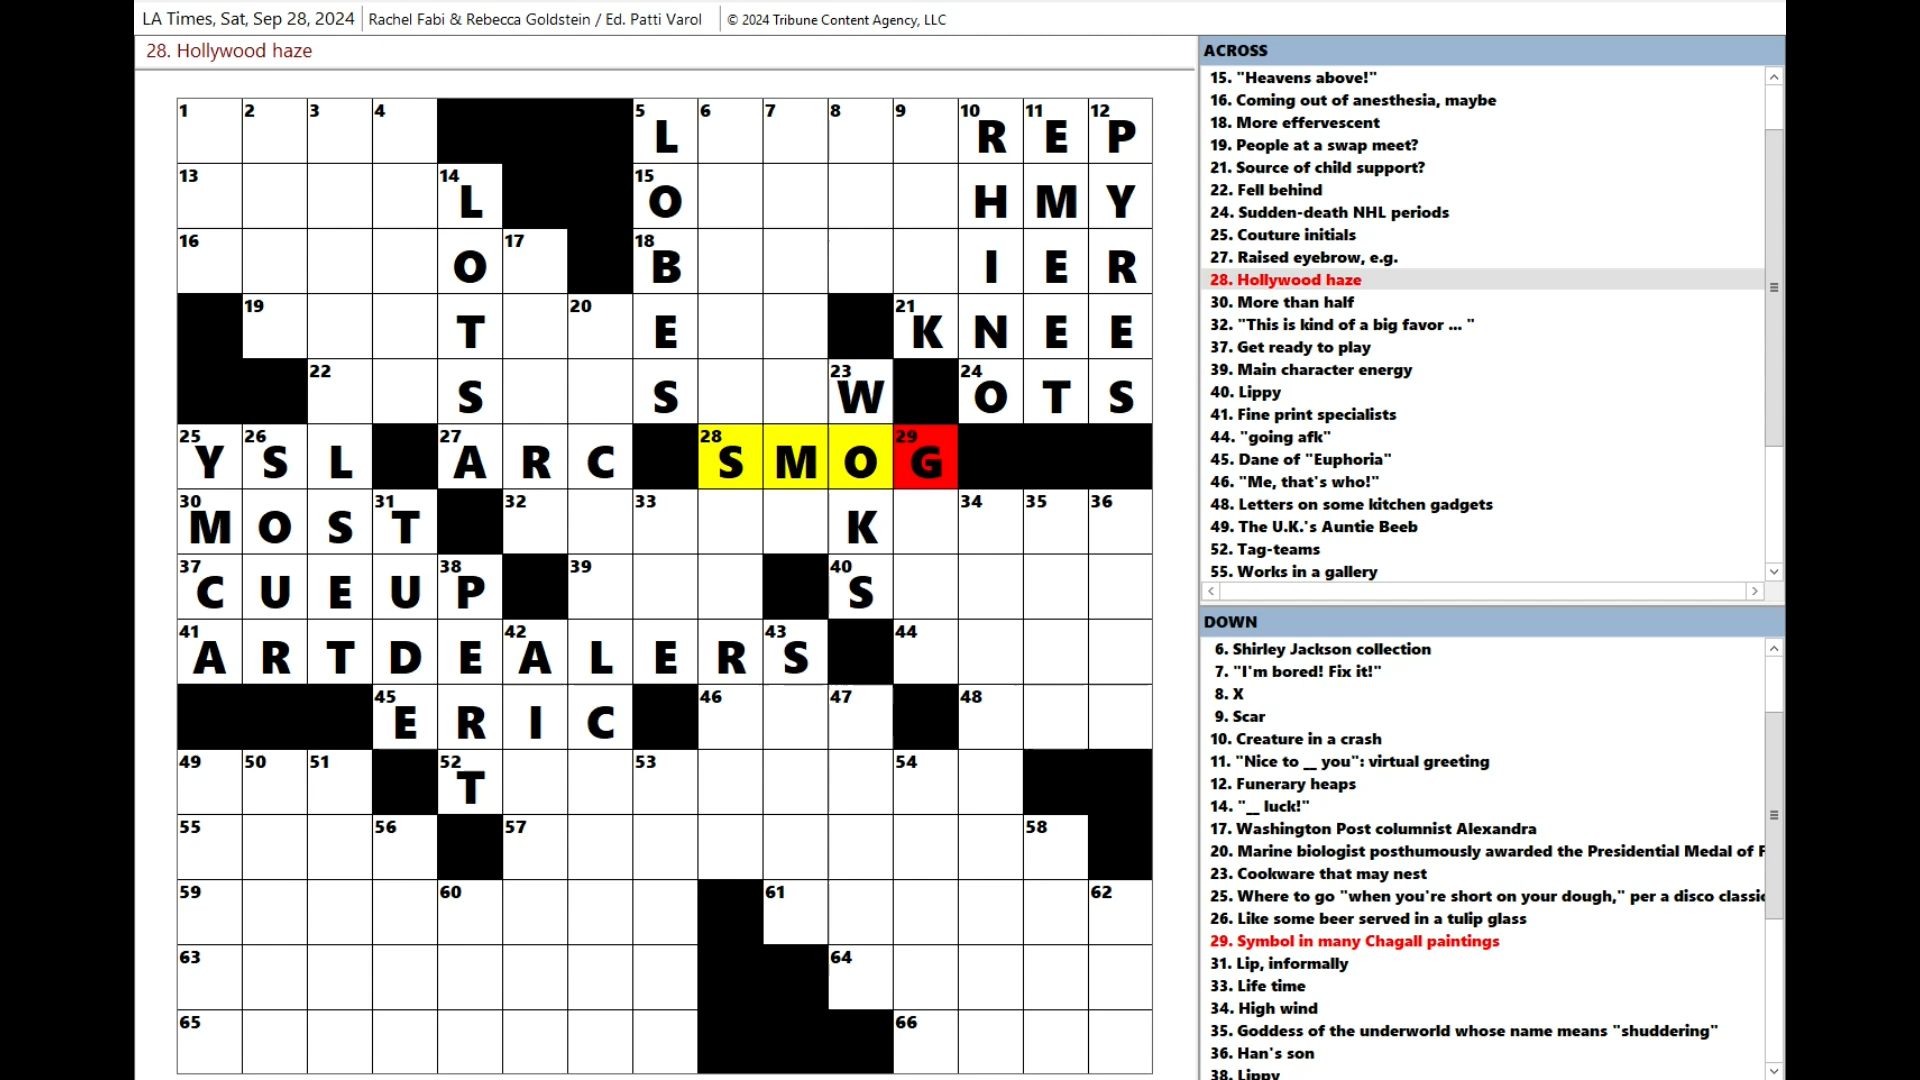 LA Times, Sat, Sep 28, 2024 Rachel Fabi & Rebecca Goldstein / Ed. Patti Varol © 2024 Tribune Content Agency, LLC
28. Hollywood haze
1 2 3 4 5 L 6 7 8 9 10 R 11 E 12 P
13 14 L 15 O H M Y
16 O 17 18 B I E R
19 T 20 E 21 K N E E
22 S S 23 W 24 O T S
25 Y 26 S L 27 A R C 28 S M O 29 G
30 M O S 31 T 32 33 K 34 35 36
37 C U E U 38 P 39 40 S
41 A R T D E 42 A L E R 43 S 44
45 E R I C 46 47 48
49 50 51 52 T 53 54
55 56 57 58
59 60 61 62
63 64
65 66
ACROSS
15. "Heavens above!"
16. Coming out of anesthesia, maybe
18. More effervescent
19. People at a swap meet?
21. Source of child support?
22. Fell behind
24. Sudden-death NHL periods
25. Couture initials
27. Raised eyebrow, e.g.
28. Hollywood haze
30. More than half
32. "This is kind of a big favor ... "
37. Get ready to play
39. Main character energy
40. Lippy
41. Fine print specialists
44. "going afk"
45. Dane of "Euphoria"
46. "Me, that's who!"
48. Letters on some kitchen gadgets
49. The U.K.'s Auntie Beeb
52. Tag-teams
55. Works in a gallery
DOWN
6. Shirley Jackson collection
7. "I'm bored! Fix it!"
8. X
9. Scar
10. Creature in a crash
11. "Nice to __ you": virtual greeting
12. Funerary heaps
14. "__ luck!"
17. Washington Post columnist Alexandra
20. Marine biologist posthumously awarded the Presidential Medal of F
23. Cookware that may nest
25. Where to go "when you're short on your dough," per a disco classic
26. Like some beer served in a tulip glass
29. Symbol in many Chagall paintings
31. Lip, informally
33. Life time
34. High wind
35. Goddess of the underworld whose name means "shuddering"
36. Han's son
38. Lippy